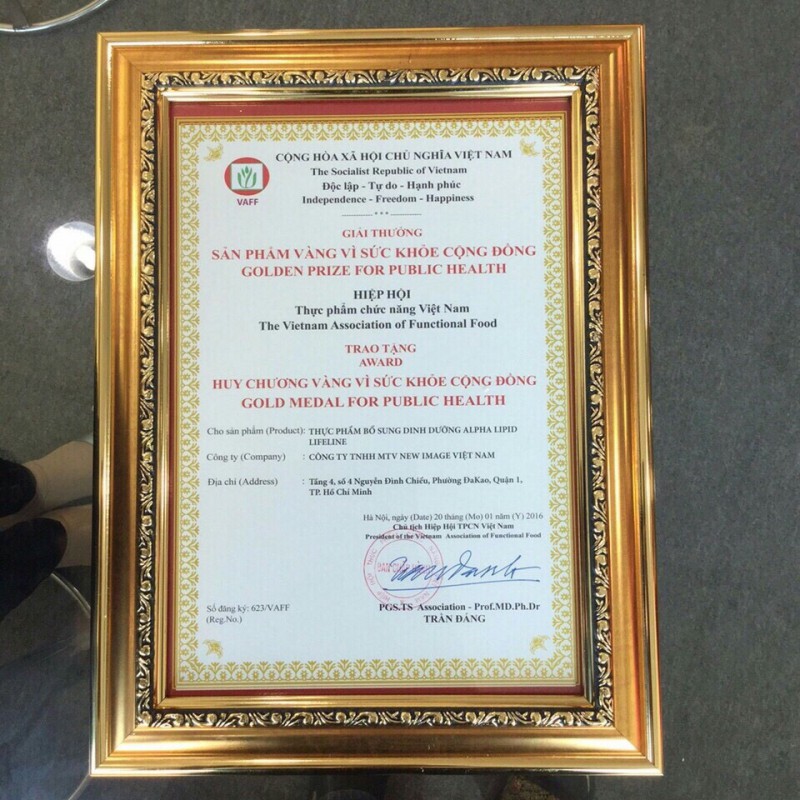 VAFF
CỘNG HÒA XÃ HỘI CHỦ NGHĨA VIỆT NAM
The Socialist Republic of Vietnam
Độc lập - Tự do - Hạnh phúc
Independence - Freedom - Happiness
GIẢI THƯỞNG
SẢN PHẨM VÀNG VÌ SỨC KHỎE CỘNG ĐỒNG
GOLDEN PRIZE FOR PUBLIC HEALTH
HIỆP HỘI
Thực phẩm chức năng Việt Nam
The Vietnam Association of Functional Food
TRAO TẶNG
AWARD
HUY CHƯƠNG VÀNG VÌ SỨC KHỎE CỘNG ĐỒNG
GOLD MEDAL FOR PUBLIC HEALTH
Cho sản phẩm (Product): THỰC PHẨM BỔ SUNG DINH DƯỠNG ALPHA LIPID
LIFELINE
Công ty (Company) : CÔNG TY TNHH MTV NEW IMAGE VIỆT NAM
Địa chỉ (Address) : Tầng 4, số 4 Nguyễn Đình Chiểu, Phường DaKao, Quận 1,
TP. Hồ Chí Minh
Hà Nội, ngày (Date) 20 tháng (Mo) 01 năm (Y) 2016
Chủ tịch Hiệp Hội TPCN Việt Nam
President of the Vietnam Association of Functional Food
Số đăng ký: 623/VAFF
(Reg.No.)
PGS.TS Association - Prof.MD.Ph.Dr
TRẦN ĐÁNG